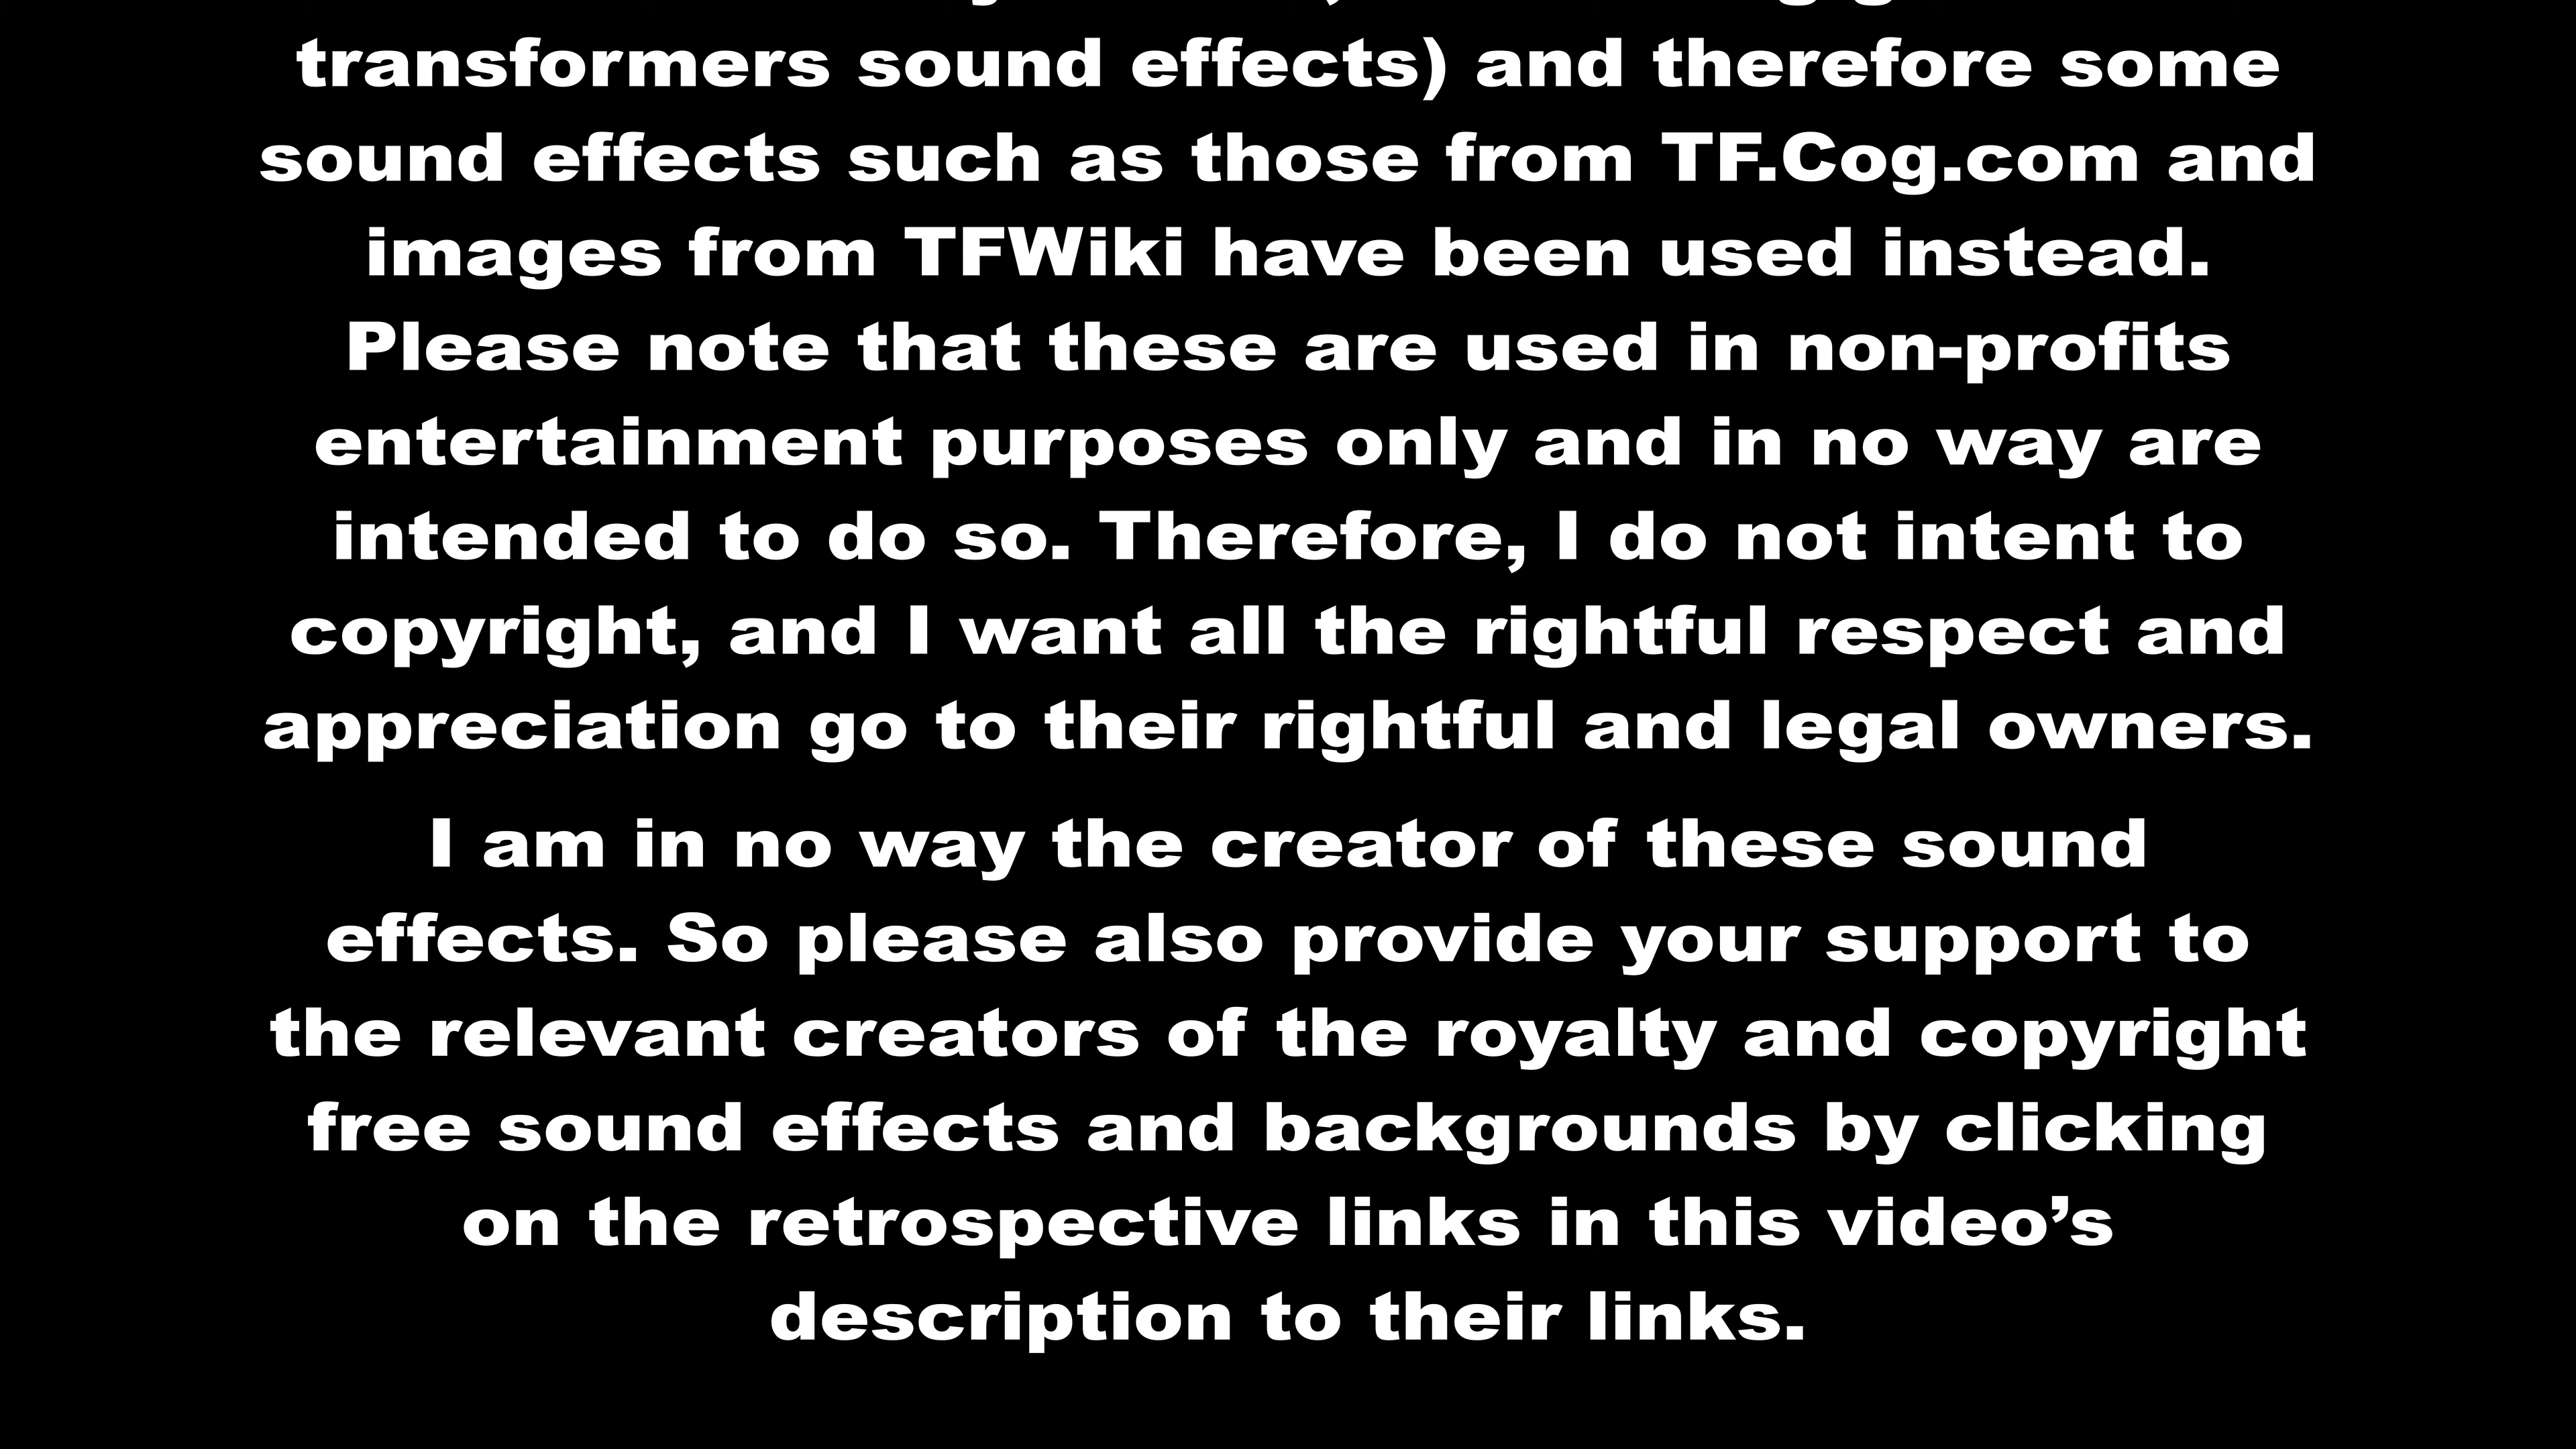 transformers sound effects) and therefore some
sound effects such as those from TF.Cog.com and
images from TFWiki have been used instead.
Please note that these are used in non-profits
entertainment purposes only and in no way are
intended to do so. Therefore, I do not intent to
copyright, and I want all the rightful respect and
appreciation go to their rightful and legal owners.
I am in no way the creator of these sound
effects. So please also provide your support to
the relevant creators of the royalty and copyright
free sound effects and backgrounds by clicking
on the retrospective links in this video’s
description to their links.